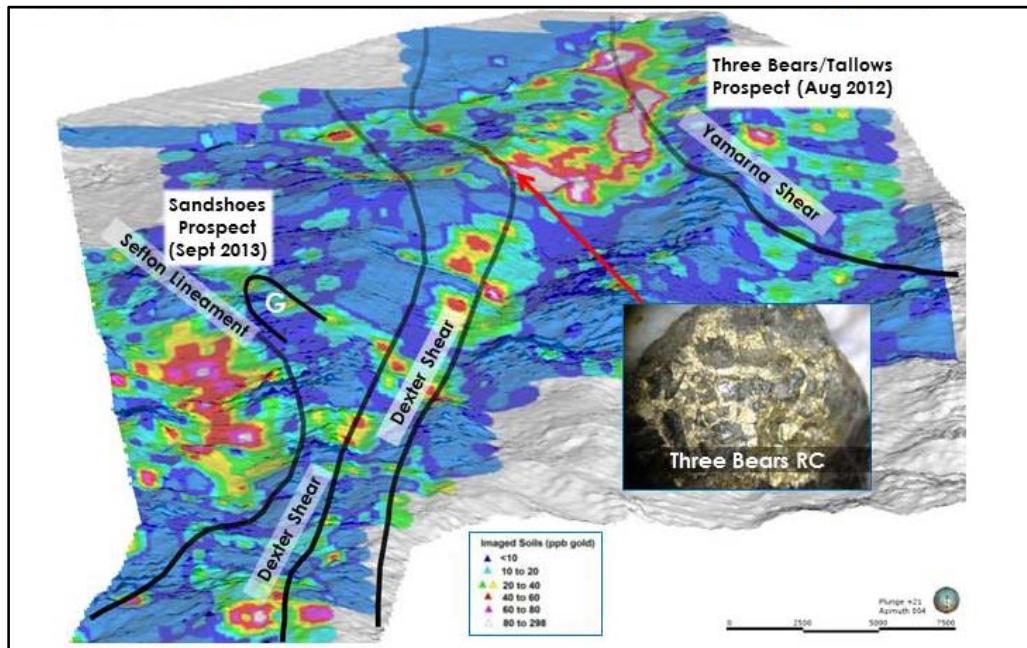 Three Bears/Tallows
Prospect (Aug 2012)
Yamarna Shear
Sandshoes
Prospect
(Sept 2013)
Sefton Lineament
G
Dexter Shear
Dexter Shear
Three Bears RC
Imaged Soils (ppb gold)
<10
10 to 20
20 to 40
40 to 60
60 to 80
80 to 298
Plunge +21
Azimuth 004
0 2500 5000 7500